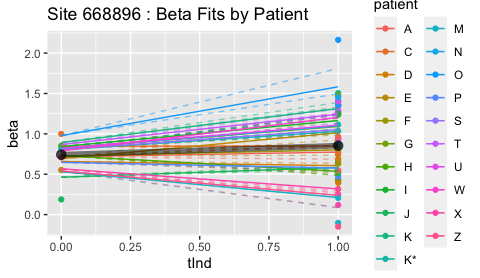 Site 668896 : Beta Fits by Patient
beta
2.0
1.5
1.0
0.5
0.0
0.00
0.25
0.50
0.75
1.00
tInd
patient
A
C
D
E
F
G
H
I
J
K
K*
M
N
O
P
S
T
U
W
X
Z